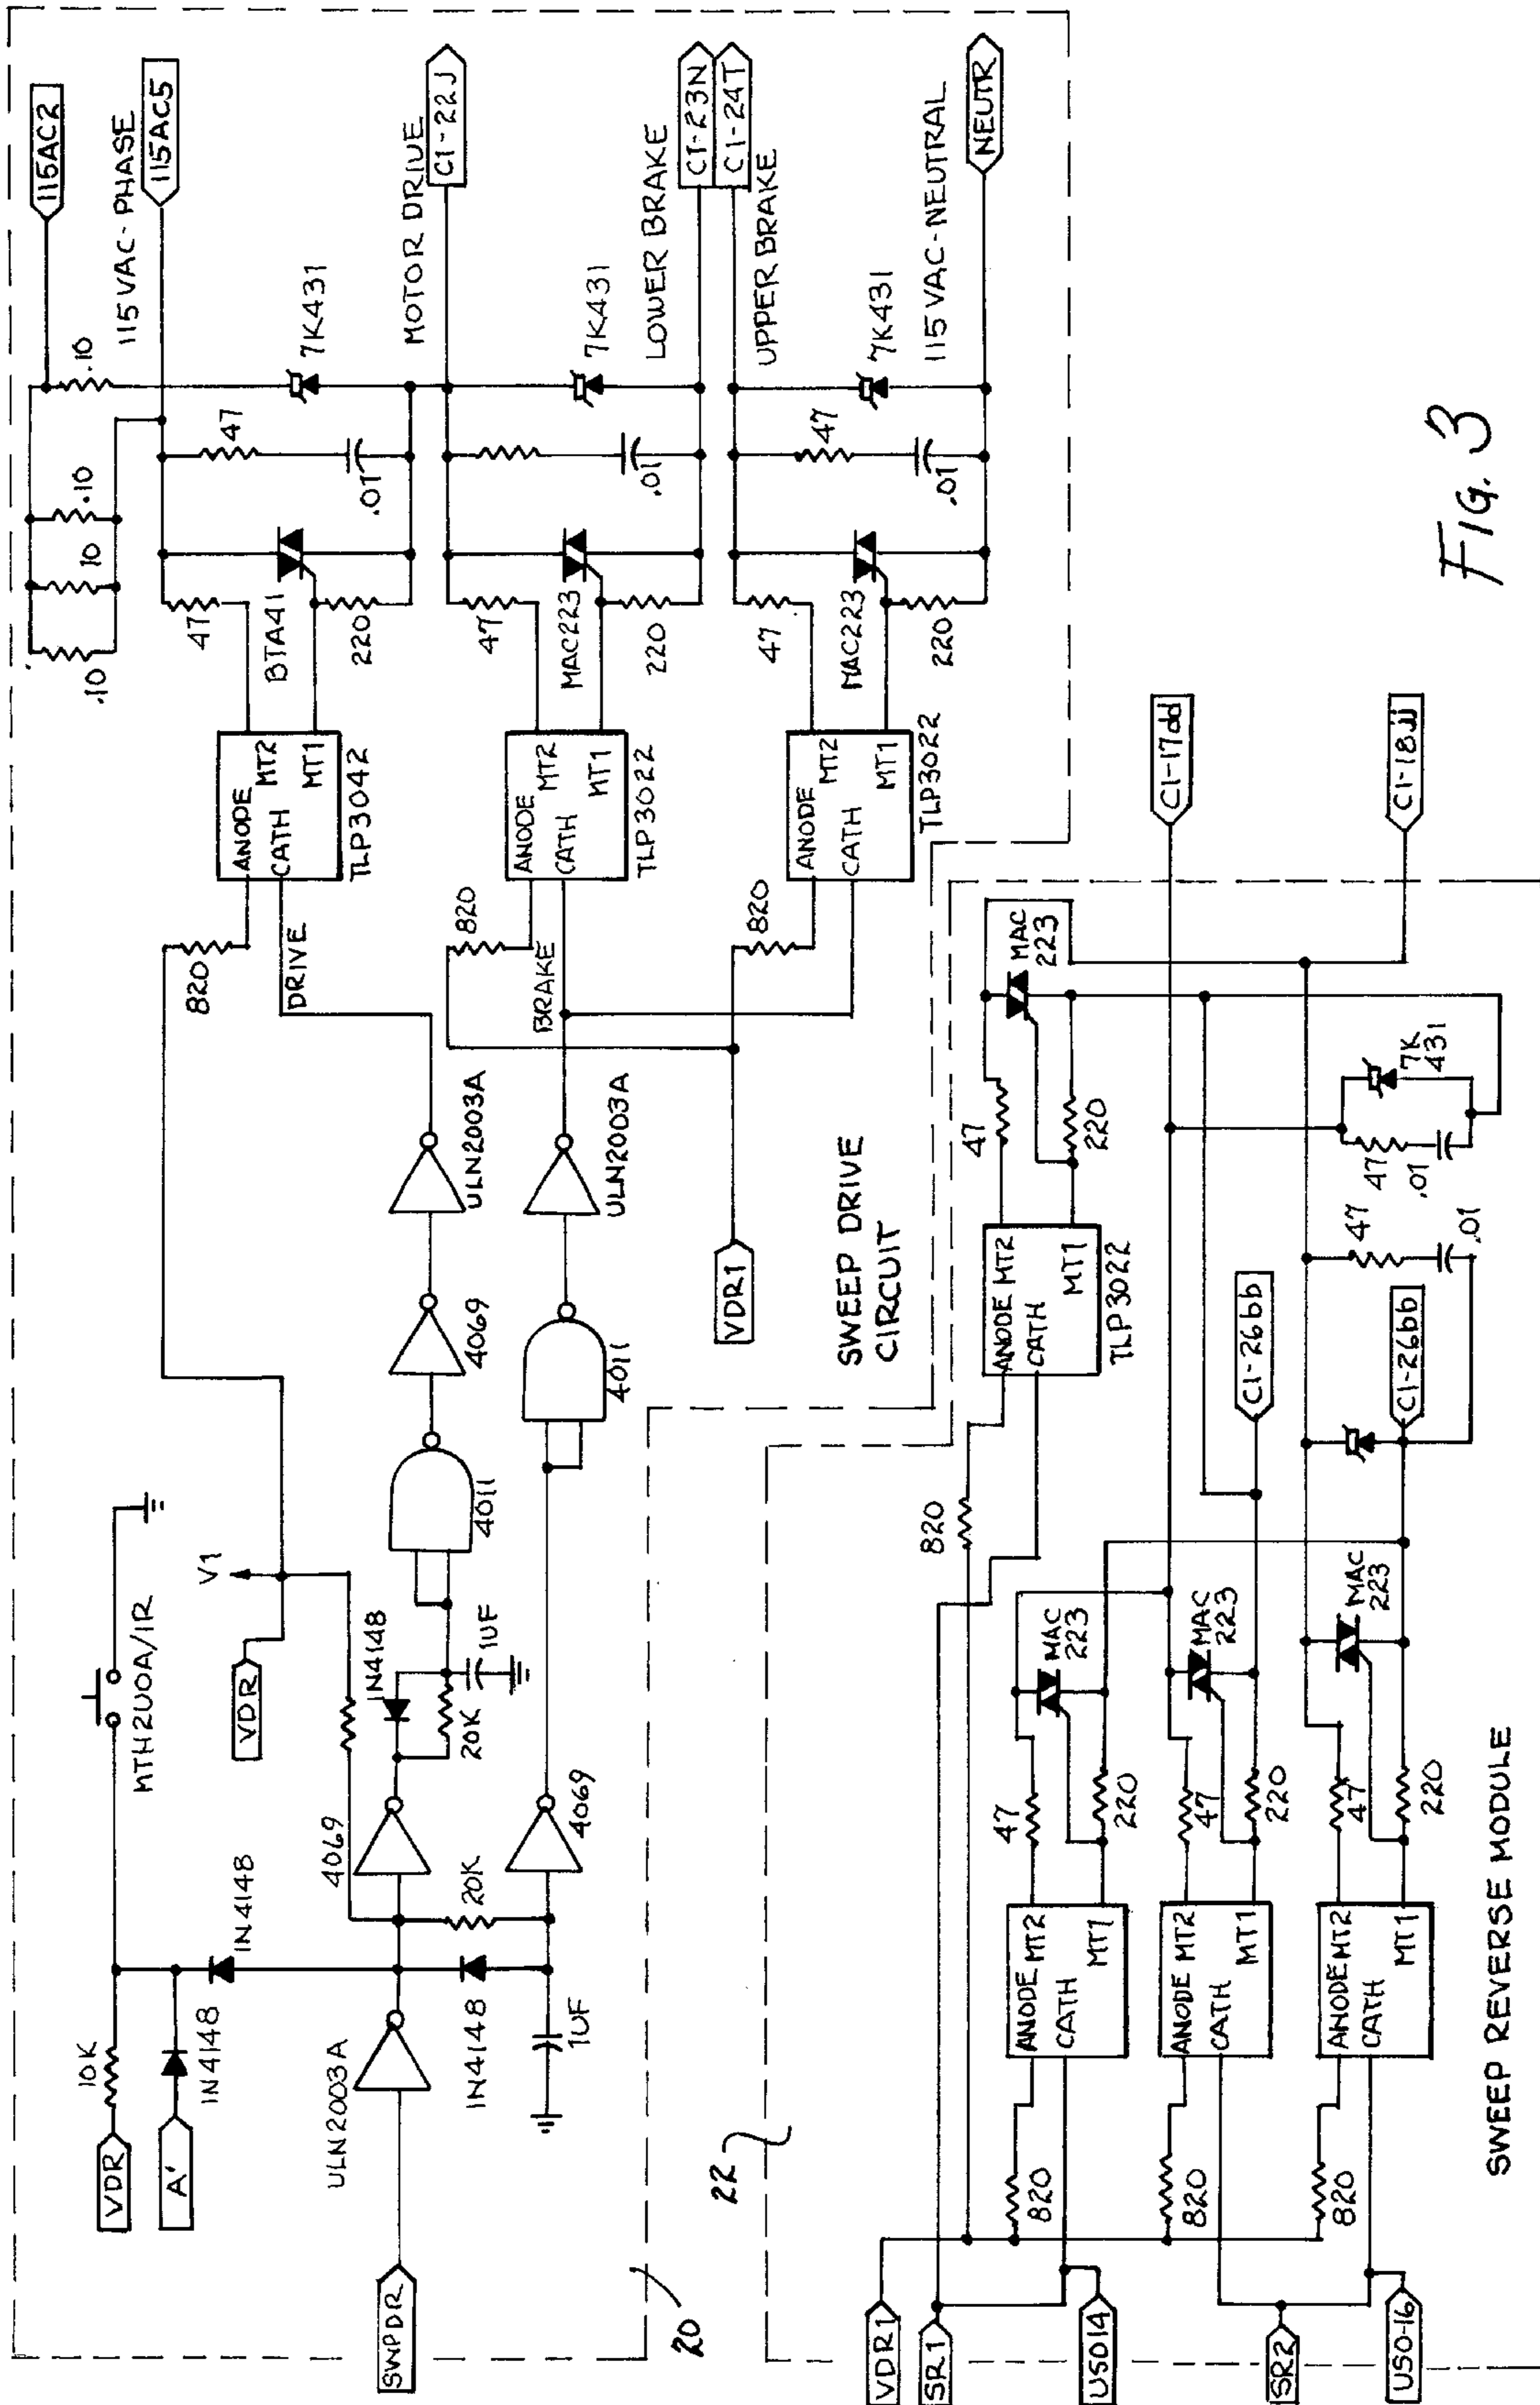 115AC2
115VAC-PHASE
115AC5
.10
.10
10
.10
47
47
.01
BTA41
220
7K431
MOTOR DRIVE
C1-22J
ANODE
MT2
CATH
MT1
TLP3042
820
DRIVE
MTH2U0A/1R
VDR
10K
VDR
A'
1N4148
1N4148
V1
4069
1N4148
20K
1UF
4011
4069
ULN2003A
SWPDR
ULN2003A
1N4148
20K
1UF
4069
4011
ULN2003A
BRAKE
820
ANODE
MT2
CATH
MT1
TLP3022
47
MAC223
220
.01
7K431
LOWER BRAKE
C1-23N
C1-24T
UPPER BRAKE
VDR1
820
ANODE
MT2
CATH
MT1
TLP3022
47
MAC223
220
47
.01
7K431
115VAC-NEUTRAL
NEUTR
SWEEP DRIVE
CIRCUIT
20
22
VDR1
SR1
USO14
SR2
USO-16
820
ANODE MT2
CATH
MT1
TLP3022
47
220
MAC
223
820
ANODE MT2
CATH
MT1
47
220
MAC
223
820
ANODE MT2
CATH
MT1
47
220
MAC
223
820
ANODE MT2
CATH
MT1
47
220
MAC
223
C1-26bb
C1-26bb
47
.01
47
.01
7K
431
C1-17dd
C1-18jj
SWEEP REVERSE MODULE
Fig. 3